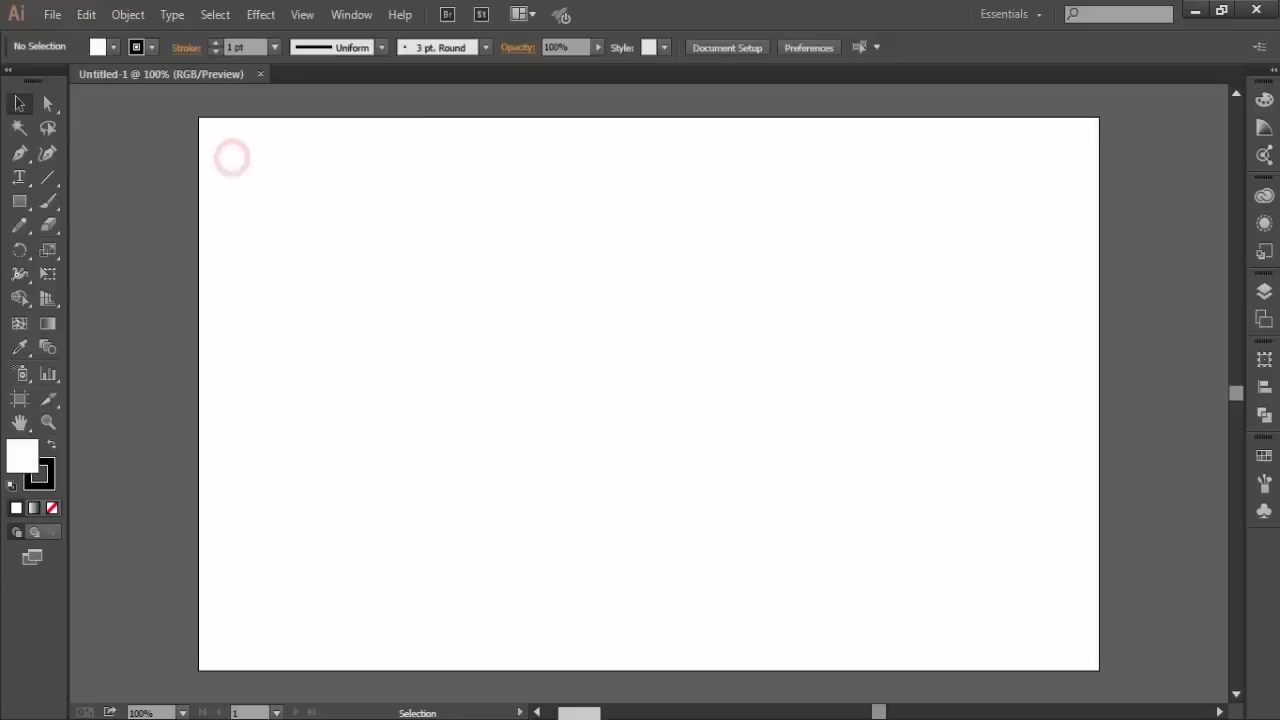 Ai File Edit Object Type Select Effect View Window Help Br St Essentials
No Selection Stroke: 1 pt Uniform 3 pt. Round Opacity: 100% Style: Document Setup Preferences
Untitled-1 @ 100% (RGB/Preview)
100% 1 Selection